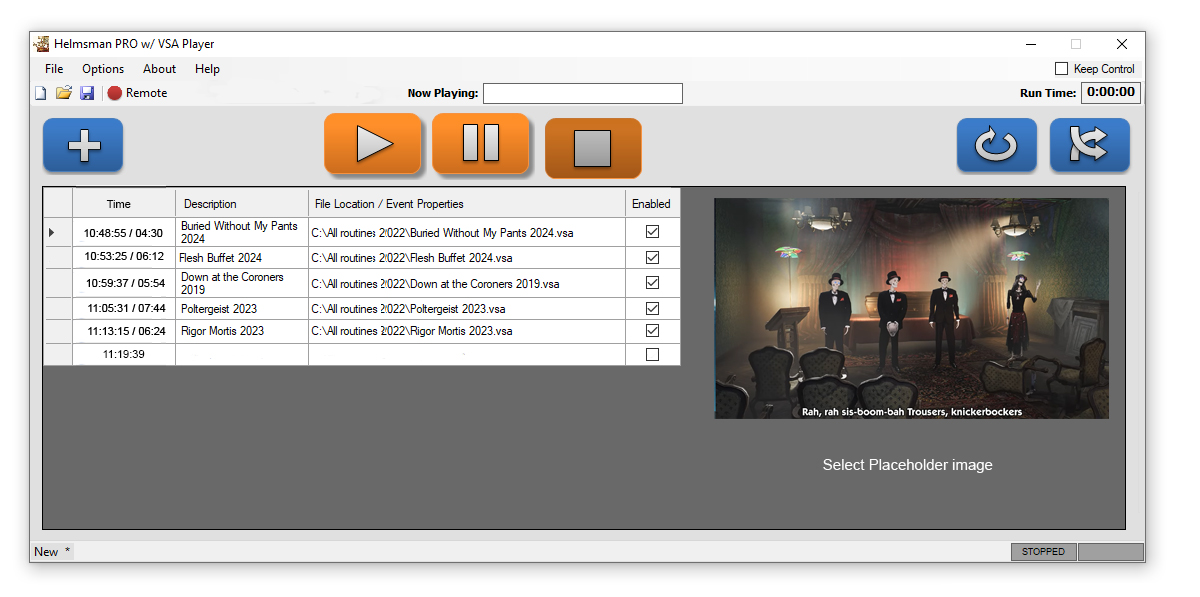 Helmsman PRO w/ VSA Player
File Options About Help
Keep Control
Remote
Now Playing:
Run Time: 0:00:00
Time Description File Location / Event Properties Enabled
10:48:55 / 04:30 Buried Without My Pants 2024 C:\All routines 2022\Buried Without My Pants 2024.vsa
10:53:25 / 06:12 Flesh Buffet 2024 C:\All routines 2022\Flesh Buffet 2024.vsa
10:59:37 / 05:54 Down at the Coroners 2019 C:\All routines 2022\Down at the Coroners 2019.vsa
11:05:31 / 07:44 Poltergeist 2023 C:\All routines 2022\Poltergeist 2023.vsa
11:13:15 / 06:24 Rigor Mortis 2023 C:\All routines 2022\Rigor Mortis 2023.vsa
11:19:39
Rah, rah sis-boom-bah Trousers, knickerbockers
Select Placeholder image
New *
STOPPED